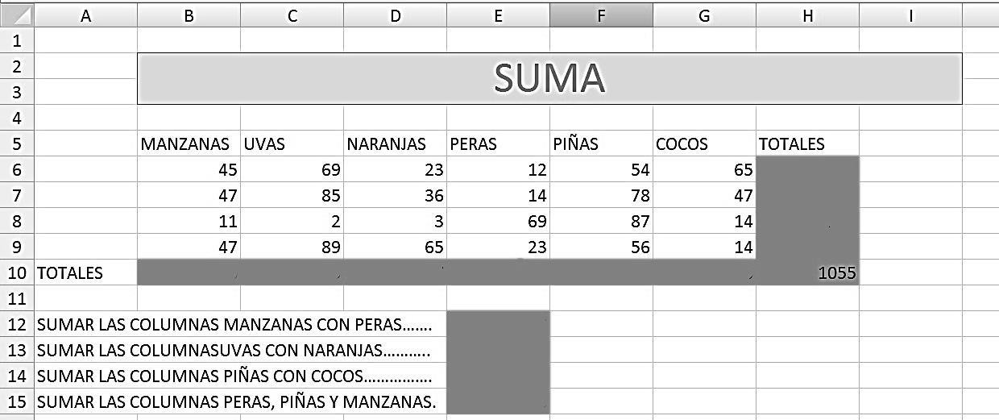 A B C D E F G H I
1
2 SUMA
3
4
5 MANZANAS UVAS NARANJAS PERAS PIÑAS COCOS TOTALES
6 45 69 23 12 54 65
7 47 85 36 14 78 47
8 11 2 3 69 87 14
9 47 89 65 23 56 14
10 TOTALES 1055
11
12 SUMAR LAS COLUMNAS MANZANAS CON PERAS.......
13 SUMAR LAS COLUMNASUVAS CON NARANJAS...........
14 SUMAR LAS COLUMNAS PIÑAS CON COCOS................
15 SUMAR LAS COLUMNAS PERAS, PIÑAS Y MANZANAS.